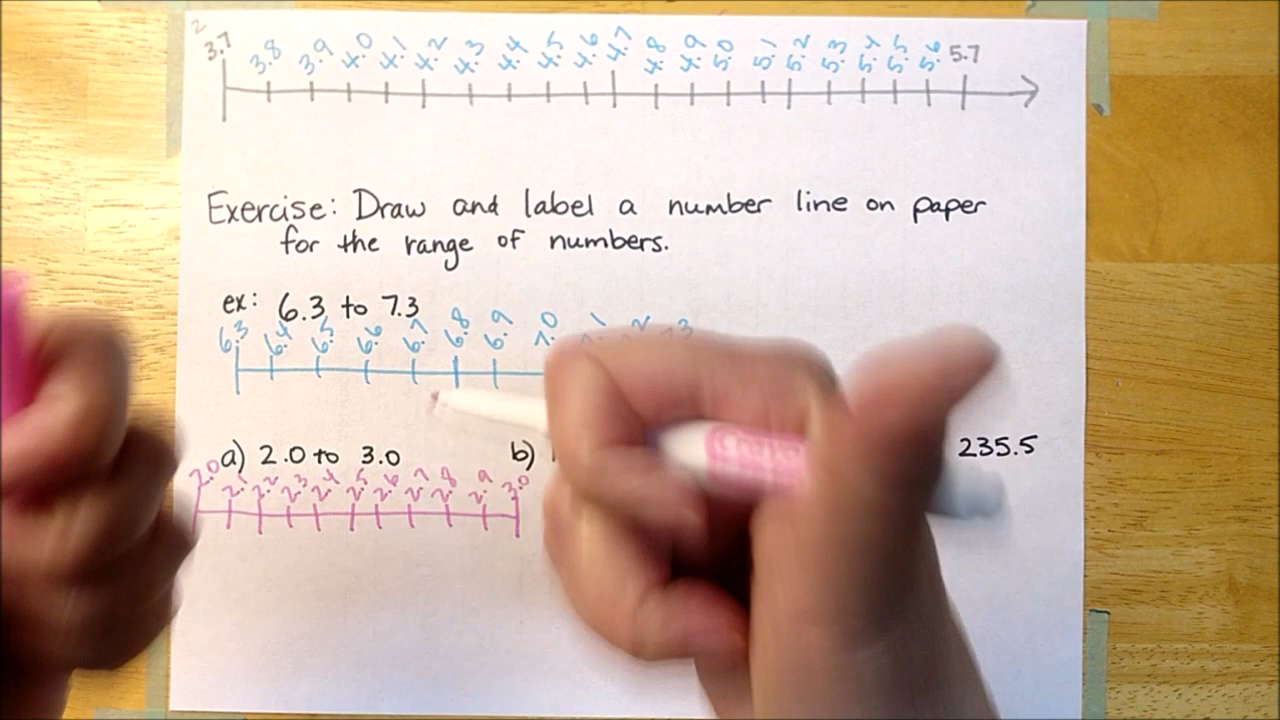 2
3.7 3.8 3.9 4.0 4.1 4.2 4.3 4.4 4.5 4.6 4.7 4.8 4.9 5.0 5.1 5.2 5.3 5.4 5.5 5.6 5.7
Exercise: Draw and label a number line on paper
for the range of numbers.
ex: 6.3 to 7.3
6.3 6.4 6.5 6.6 6.7 6.8 6.9 7.0
a) 2.0 to 3.0 b) 235.5
2.0 2.1 2.2 2.3 2.4 2.5 2.6 2.7 2.8 2.9 3.0